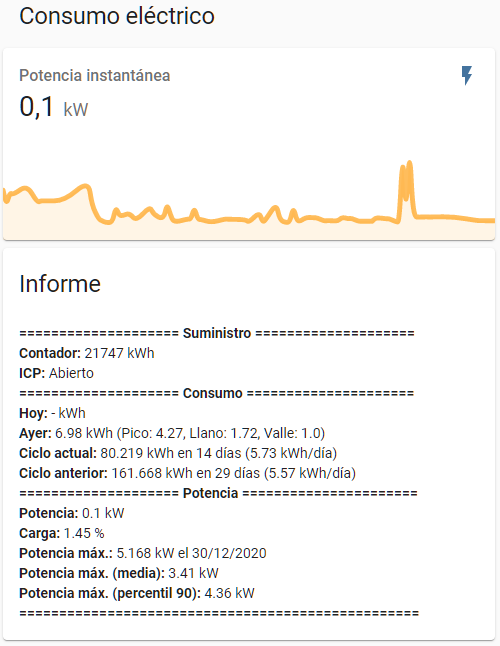 Consumo eléctrico
Potencia instantánea
0,1 kW
Informe
==================== Suministro ====================
Contador: 21747 kWh
ICP: Abierto
==================== Consumo =====================
Hoy: - kWh
Ayer: 6.98 kWh (Pico: 4.27, Llano: 1.72, Valle: 1.0)
Ciclo actual: 80.219 kWh en 14 días (5.73 kWh/día)
Ciclo anterior: 161.668 kWh en 29 días (5.57 kWh/día)
==================== Potencia ======================
Potencia: 0.1 kW
Carga: 1.45 %
Potencia máx.: 5.168 kW el 30/12/2020
Potencia máx. (media): 3.41 kW
Potencia máx. (percentil 90): 4.36 kW
==================================================